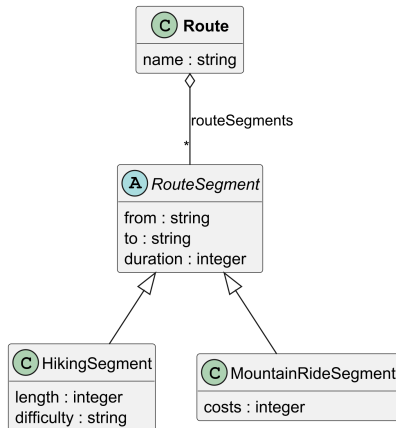 C Route
name : string
routeSegments
*
A RouteSegment
from : string
to : string
duration : integer
C HikingSegment
length : integer
difficulty : string
C MountainRideSegment
costs : integer